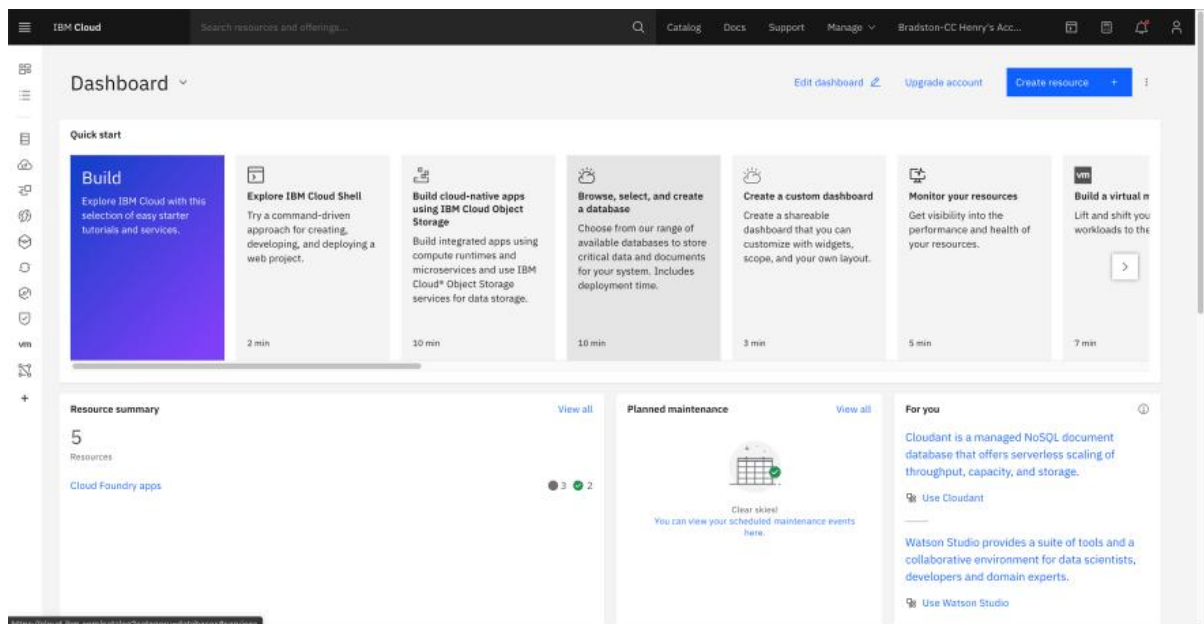 IBM Cloud
Search resources and offerings...
Catalog
Docs
Support
Manage
Bradston-CC Henry's Acc...
Dashboard
Edit dashboard
Upgrade account
Create resource +
Quick start
Build
Explore IBM Cloud with this
selection of easy starter
tutorials and services.
Explore IBM Cloud Shell
Try a command-driven
approach for creating,
developing, and deploying a
web project.
2 min
Build cloud-native apps
using IBM Cloud Object
Storage
Build integrated apps using
compute runtimes and
microservices and use IBM
Cloud® Object Storage
services for data storage.
10 min
Browse, select, and create
a database
Choose from our range of
available databases to store
critical data and documents
for your system. Includes
deployment time.
10 min
Create a custom dashboard
Create a shareable
dashboard that you can
customize with widgets,
scope, and your own layout.
3 min
Monitor your resources
Get visibility into the
performance and health of
your resources.
5 min
vm
Build a virtual m
Lift and shift you
workloads to the
7 min
vm
Resource summary
View all
5
Resources
Cloud Foundry apps
3 2
Planned maintenance
View all
Clear skies!
You can view your scheduled maintenance events
here.
For you
Cloudant is a managed NoSQL document
database that offers serverless scaling of
throughput, capacity, and storage.
Use Cloudant
Watson Studio provides a suite of tools and a
collaborative environment for data scientists,
developers and domain experts.
Use Watson Studio